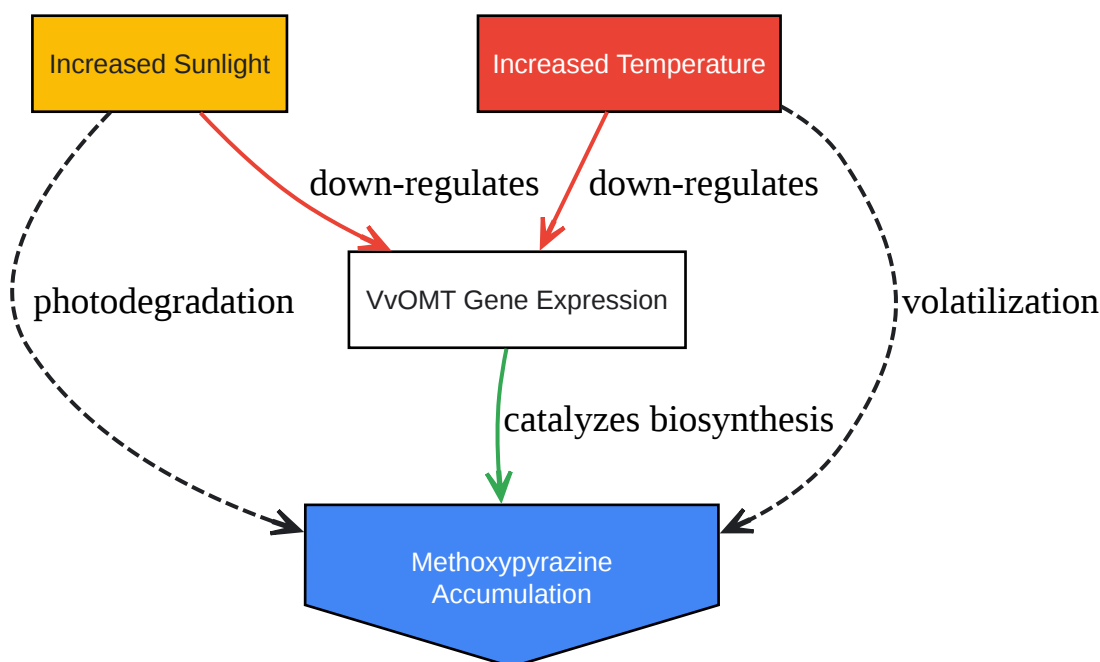 Increased Sunlight
Increased Temperature
down-regulates
down-regulates
photodegradation
VvOMT Gene Expression
volatilization
catalyzes biosynthesis
Methoxypyrazine
Accumulation